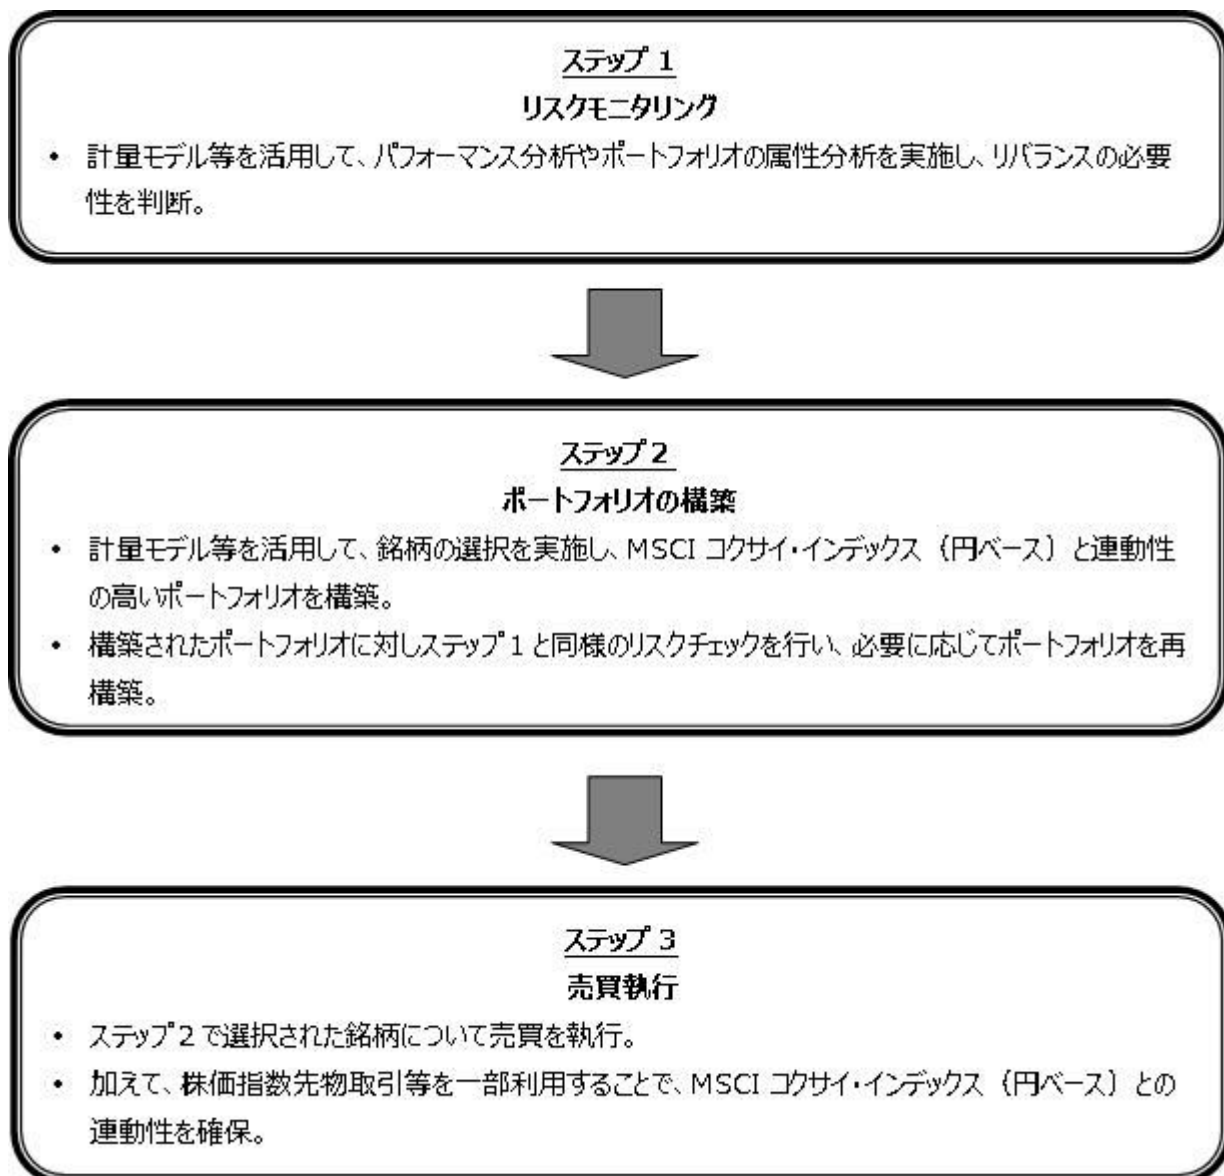 ステップ 1
リスクモニタリング
• 計量モデル等を活用して、パフォーマンス分析やポートフォリオの属性分析を実施し、リバランスの必要
性を判断。
ステップ 2
ポートフォリオの構築
• 計量モデル等を活用して、銘柄の選択を実施し、MSCI コクサイ・インデックス（円ベース）と連動性
の高いポートフォリオを構築。
• 構築されたポートフォリオに対しステップ 1 と同様のリスクチェックを行い、必要に応じてポートフォリオを再
構築。
ステップ 3
売買執行
• ステップ 2 で選択された銘柄について売買を執行。
• 加えて、株価指数先物取引等を一部利用することで、MSCI コクサイ・インデックス（円ベース）との
連動性を確保。